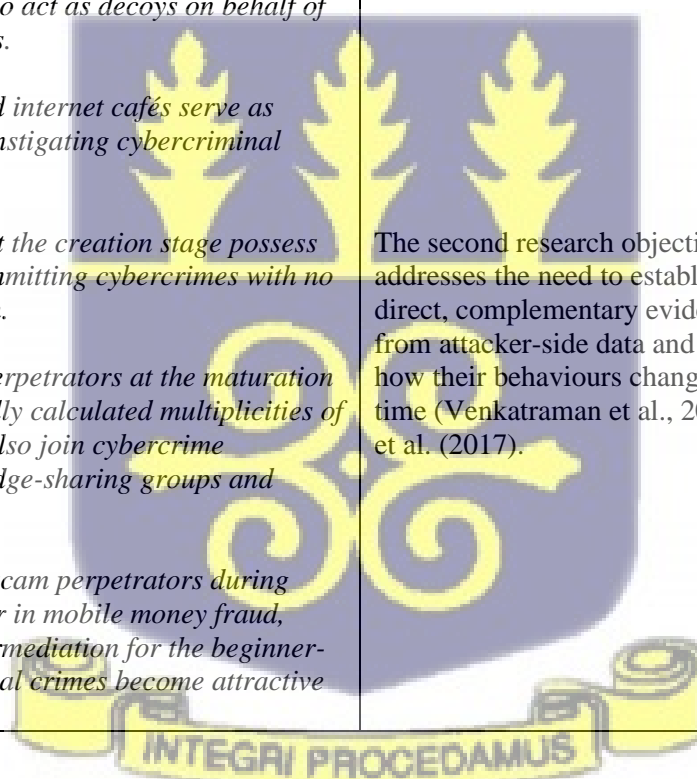 o act as decoys on behalf of
s.
d internet cafés serve as
nstigating cybercriminal
t the creation stage possess
mmitting cybercrimes with no
.
erpetrators at the maturation
lly calculated multiplicities of
lso join cybercrime
dge-sharing groups and
cam perpetrators during
r in mobile money fraud,
rmediation for the beginner-
al crimes become attractive
The second research objecti
addresses the need to establ
direct, complementary evide
from attacker-side data and
how their behaviours chang
time (Venkatraman et al., 20
et al. (2017).
INTEGRI PROCEDAMUS